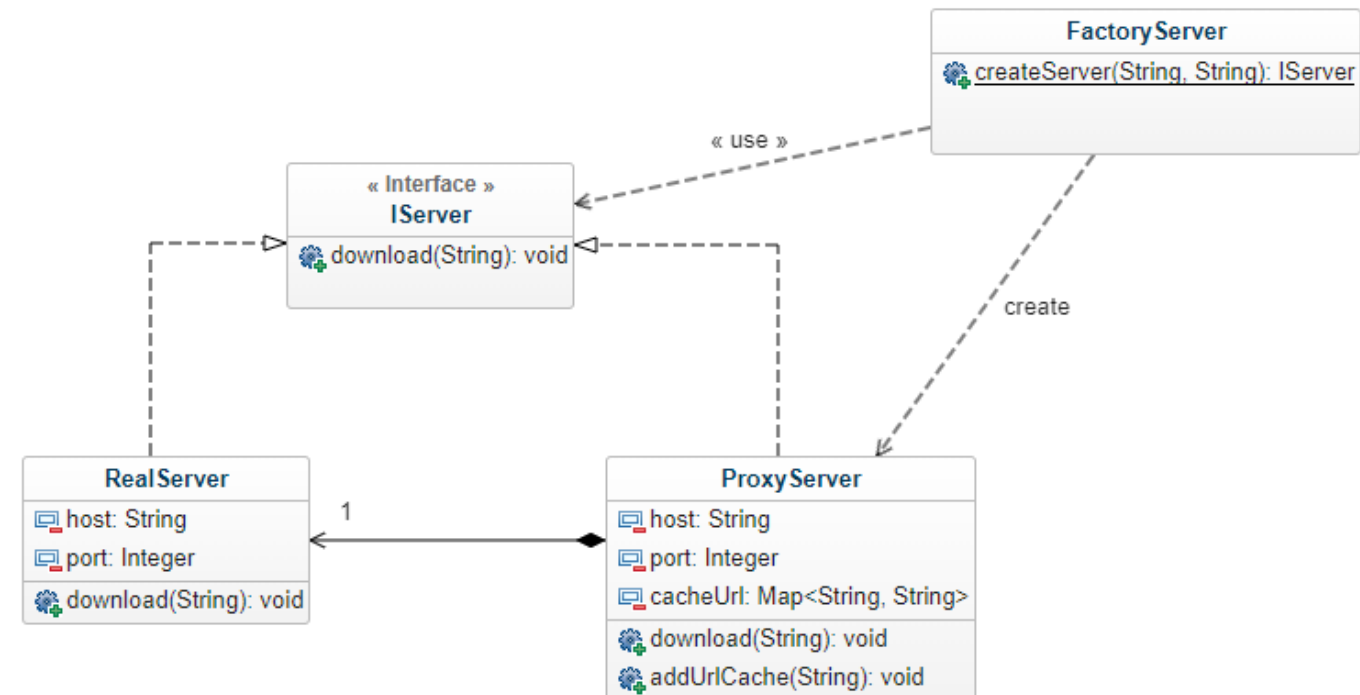 FactoryServer
createServer(String, String): IServer
« use »
« Interface »
IServer
download(String): void
create
RealServer
host: String
port: Integer
download(String): void
1
ProxyServer
host: String
port: Integer
cacheUrl: Map<String, String>
download(String): void
addUrlCache(String): void